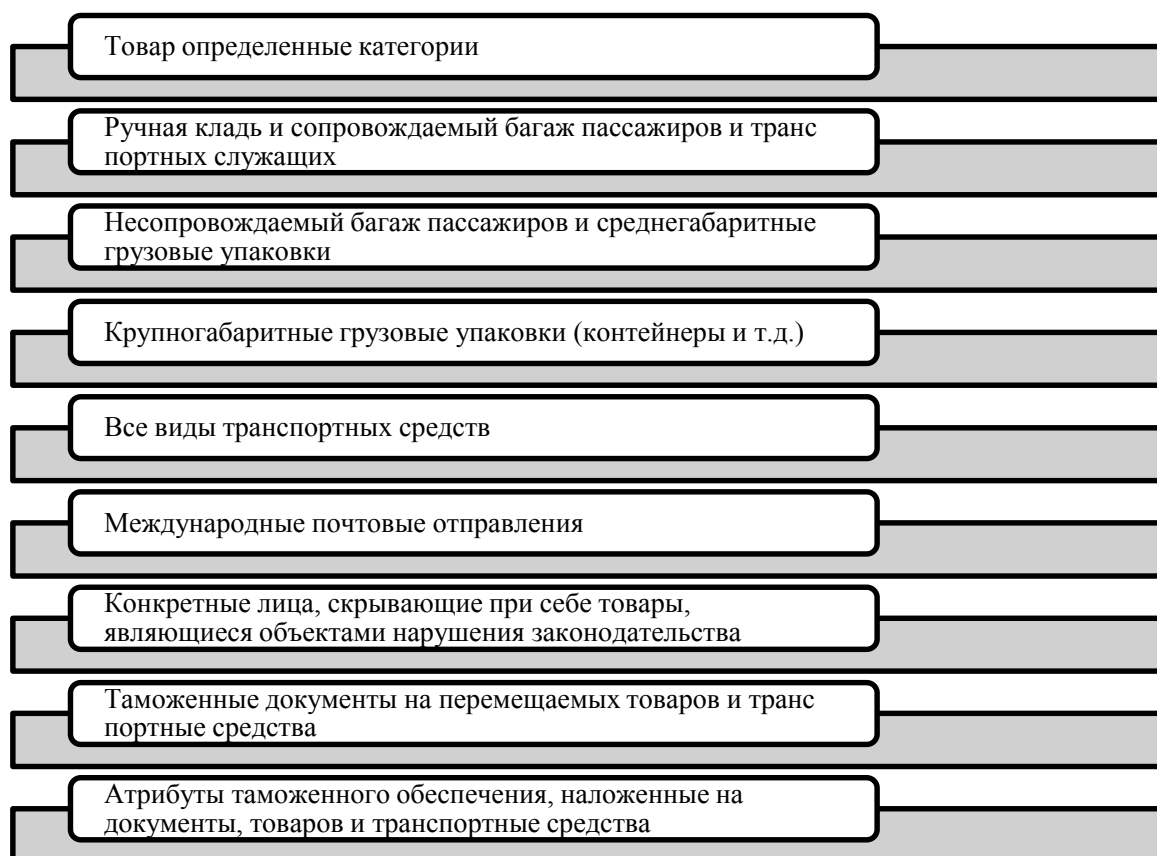 Товар определенные категории
Ручная кладь и сопровождаемый багаж пассажиров и транс
портных служащих
Несопровождаемый багаж пассажиров и среднегабаритные
грузовые упаковки
Крупногабаритные грузовые упаковки (контейнеры и т.д.)
Все виды транспортных средств
Международные почтовые отправления
Конкретные лица, скрывающие при себе товары,
являющиеся объектами нарушения законодательства
Таможенные документы на перемещаемых товаров и транс
портные средства
Атрибуты таможенного обеспечения, наложенные на
документы, товаров и транспортные средства